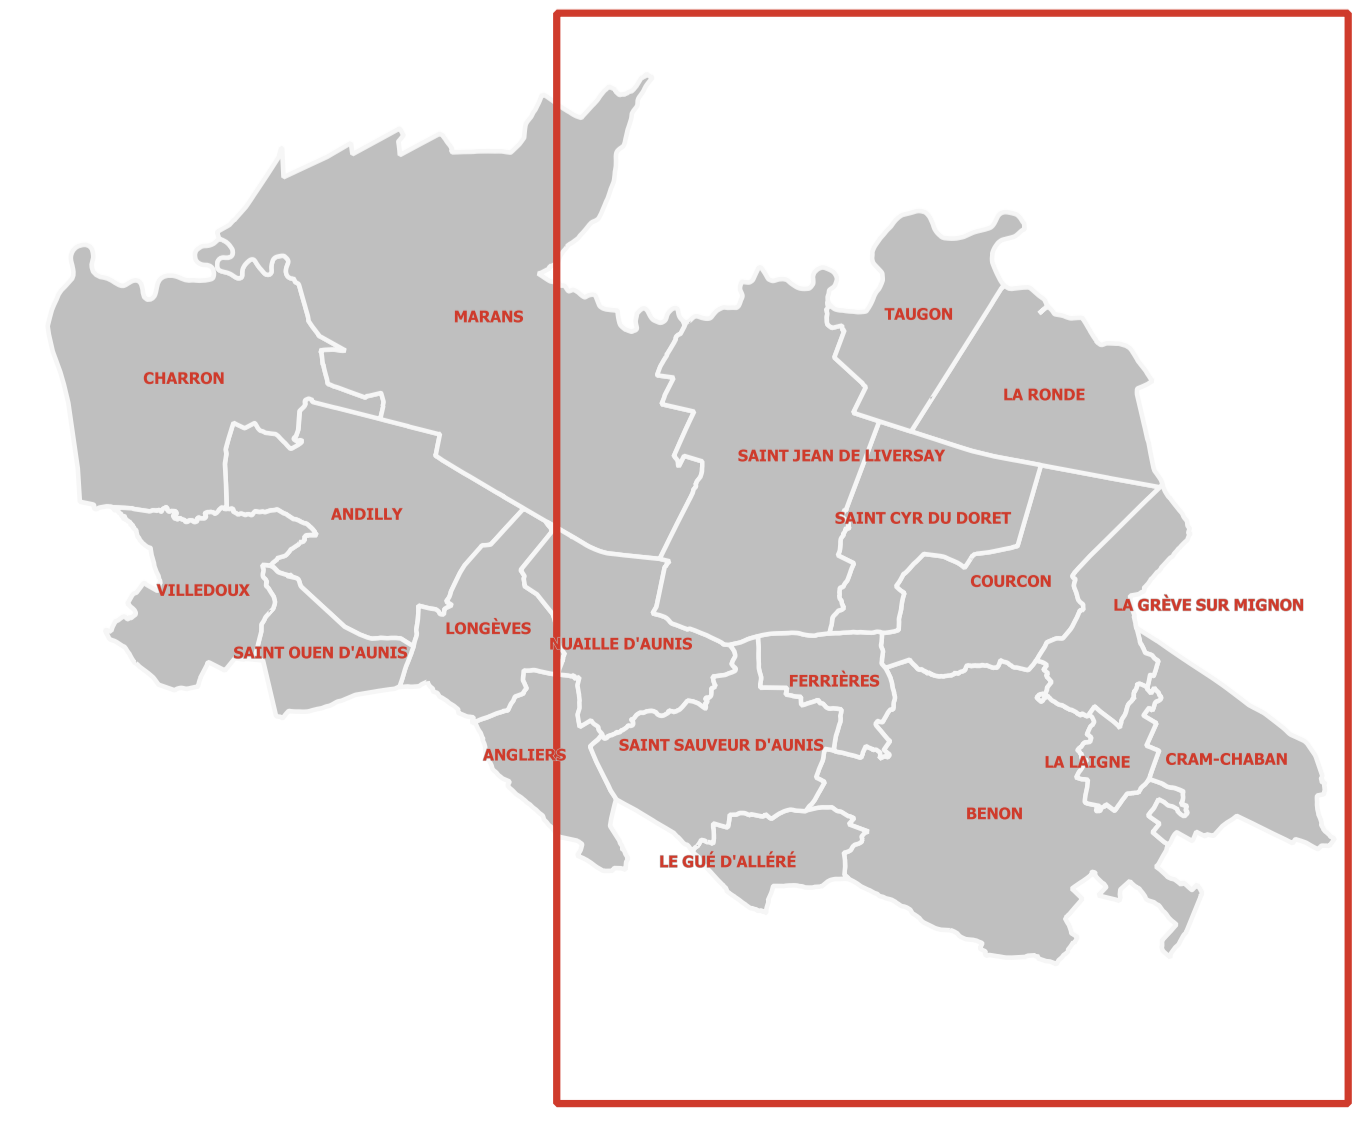 TAUGON
MARANS
CHARRON
LA RONDE
SAINT JEAN DE LIVERSAY
ANDILLY
SAINT CYR DU DORET
COURCON
VILLEDOUX
LA GRÈVE SUR MIGNON
LONGÈVES
NUAILLE D'AUNIS
SAINT OUEN D'AUNIS
FERRIÈRES
SAINT SAUVEUR D'AUNIS
ANGLIERS
LA LAIGNE
CRAM-CHABAN
BENON
LE GUÉ D'ALLÉRÉ